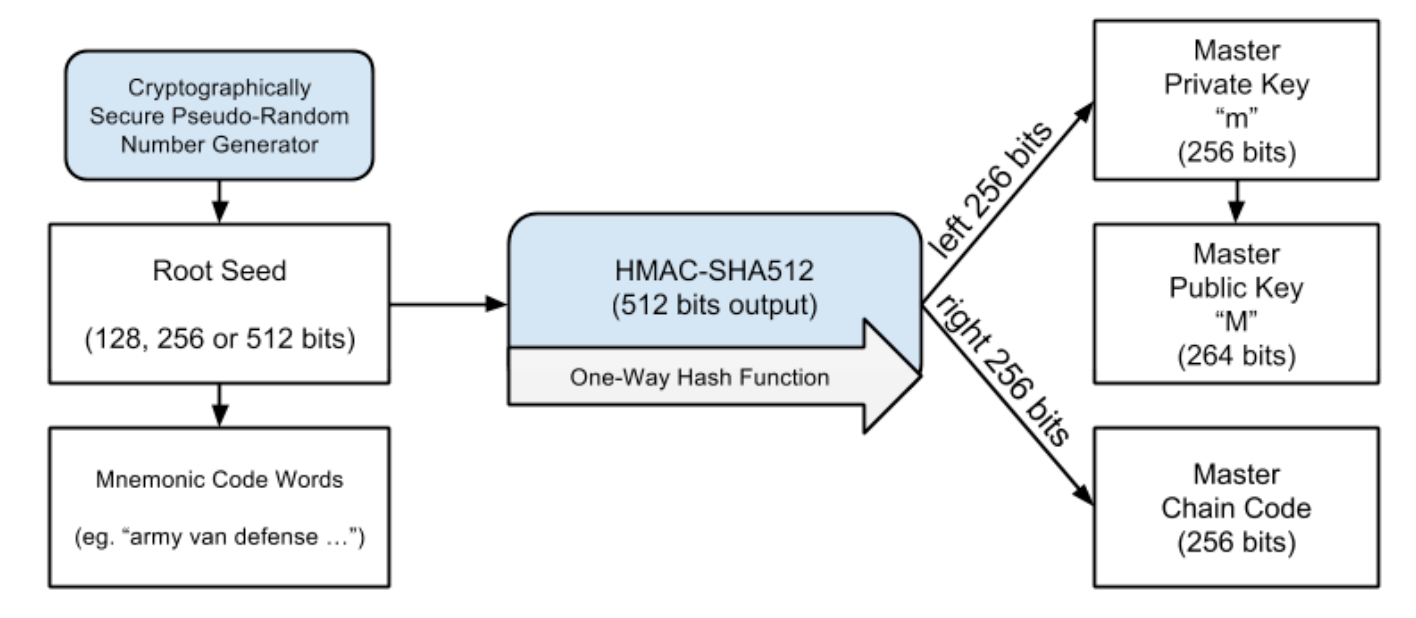 Cryptographically
Secure Pseudo-Random
Number Generator
Root Seed
(128, 256 or 512 bits)
Mnemonic Code Words
(eg. “army van defense …”)
HMAC-SHA512
(512 bits output)
One-Way Hash Function
left 256 bits
right 256 bits
Master
Private Key
“m”
(256 bits)
Master
Public Key
“M”
(264 bits)
Master
Chain Code
(256 bits)